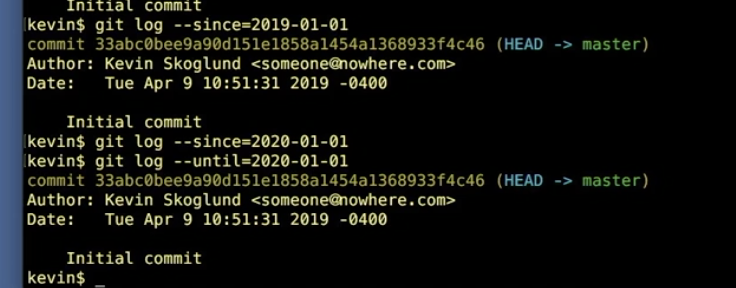 Initial commit
kevin$ git log --since=2019-01-01
commit 33abc0bee9a90d151e1858a1454a1368933f4c46 (HEAD -> master)
Author: Kevin Skoglund <someone@nowhere.com>
Date:   Tue Apr 9 10:51:31 2019 -0400
Initial commit
kevin$ git log --since=2020-01-01
kevin$ git log --until=2020-01-01
commit 33abc0bee9a90d151e1858a1454a1368933f4c46 (HEAD -> master)
Author: Kevin Skoglund <someone@nowhere.com>
Date:   Tue Apr 9 10:51:31 2019 -0400
Initial commit
kevin$ _